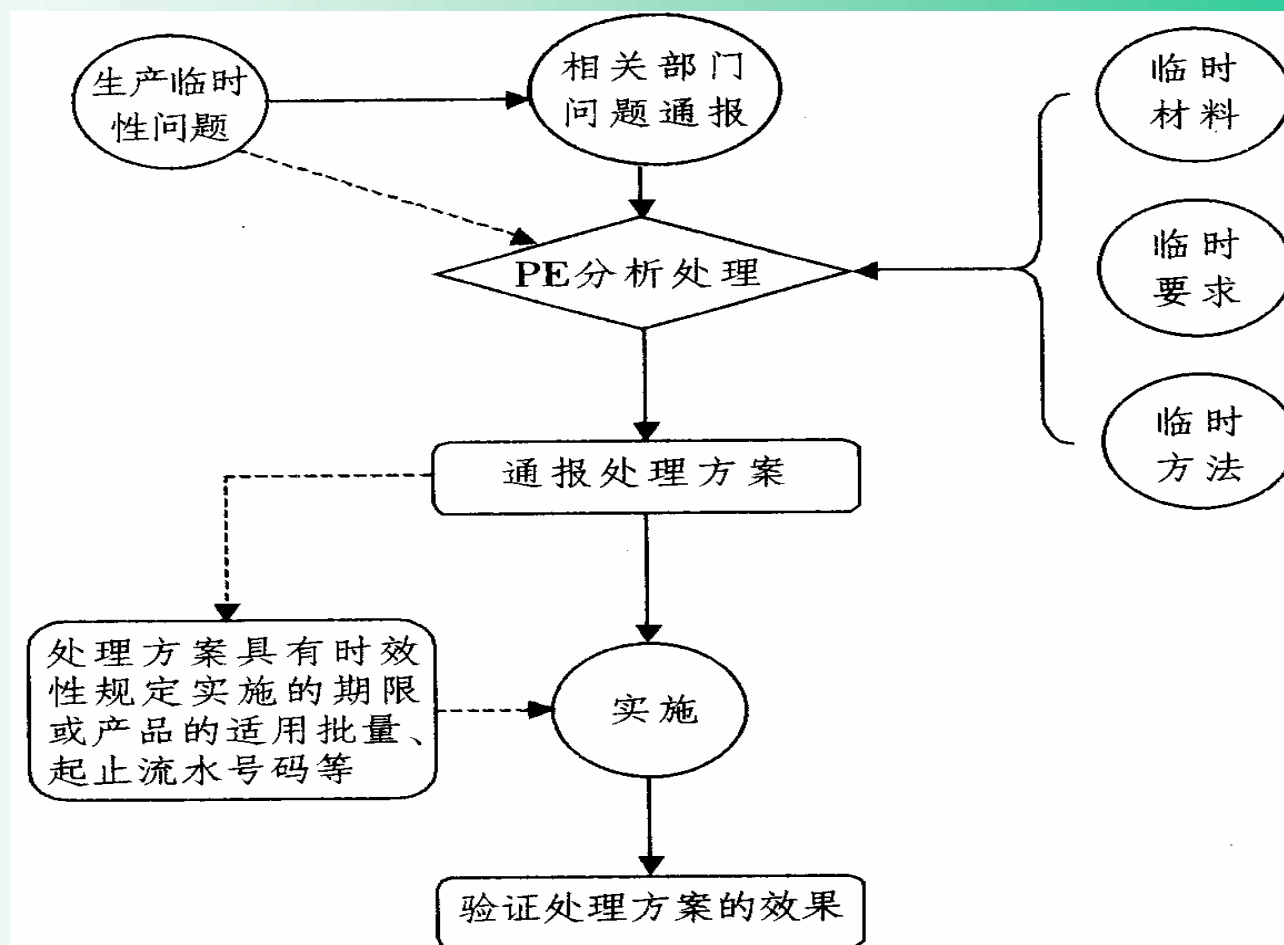 生产临时
性问题
相关部门
问题通报
临时
材料
PE分析处理
临时
要求
临时
方法
通报处理方案
处理方案具有时效
性规定实施的期限
或产品的适用批量、
起止流水号码等
实施
验证处理方案的效果